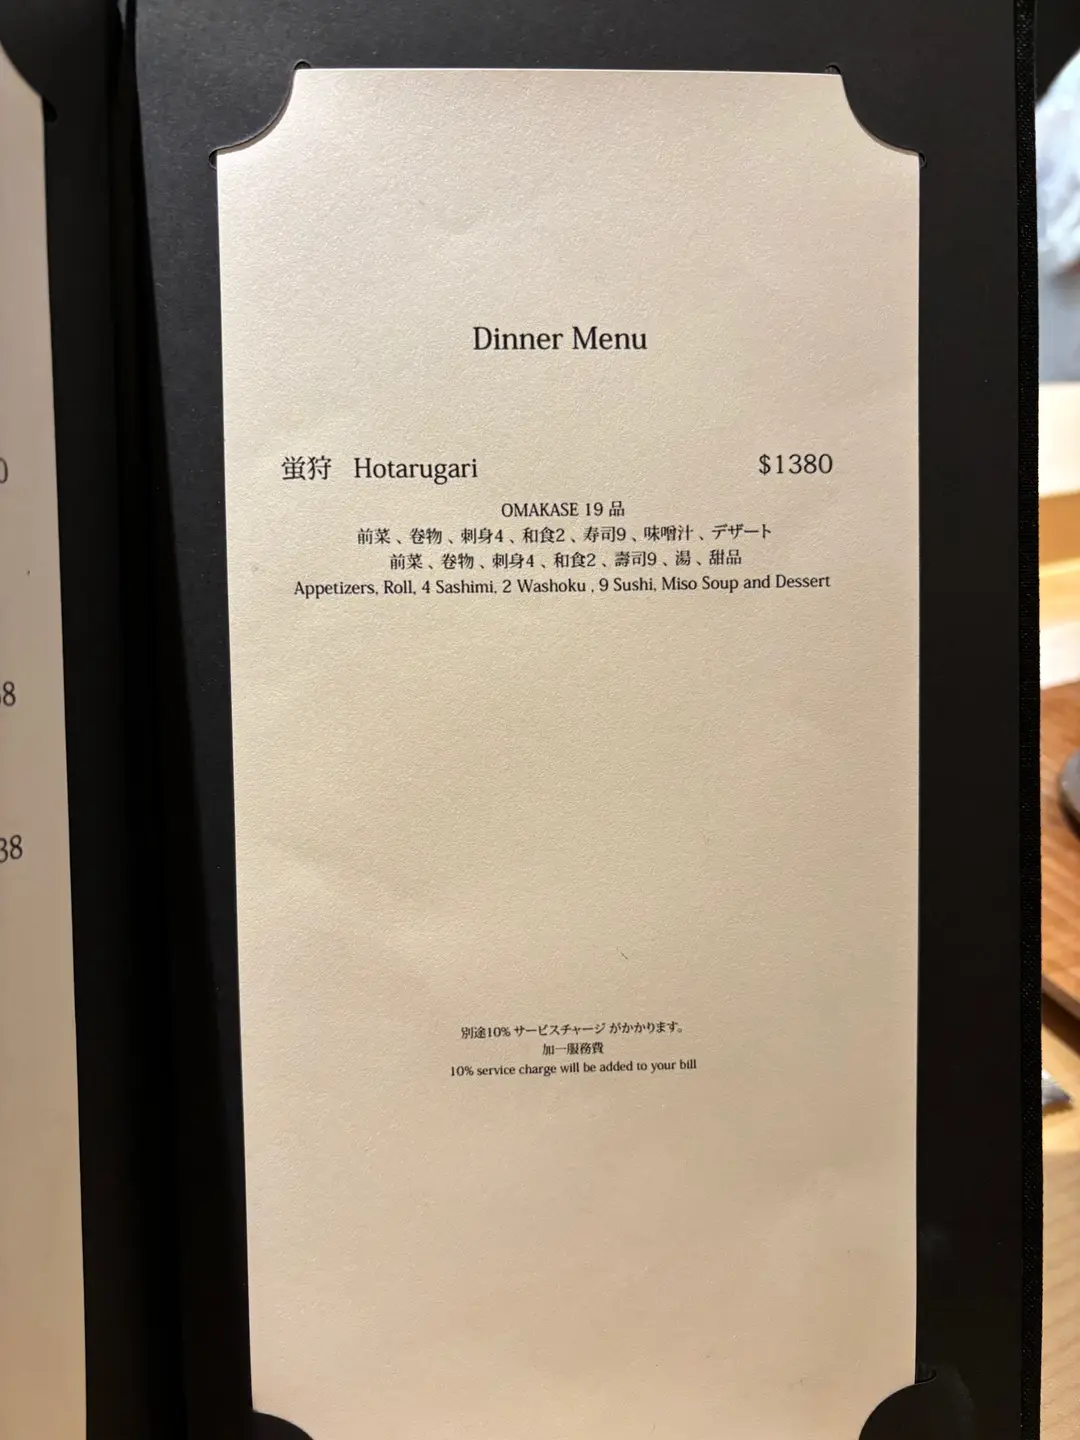 Dinner Menu
蛍狩 Hotarugari $1380
OMAKASE 19 品
前菜、巻物、刺身4、和食2、寿司9、味噌汁、デザート
前菜、卷物、刺身4、和食2、壽司9、湯、甜品
Appetizers, Roll, 4 Sashimi, 2 Washoku , 9 Sushi, Miso Soup and Dessert
別途10% サービスチャージ がかかります。
加一服務費
10% service charge will be added to your bill